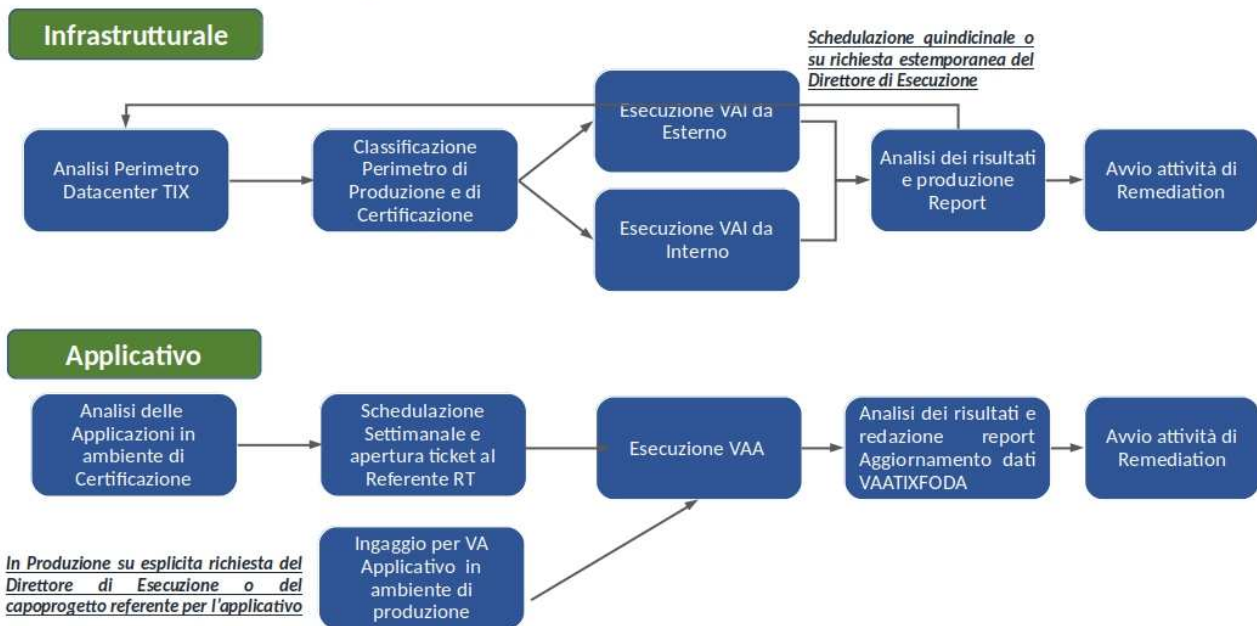 Infrastrutturale
Schedulazione quindicinale o
su richiesta estemporanea del
Direttore di Esecuzione
Analisi Perimetro
Datacenter TIX
Classificazione
Perimetro di
Produzione e di
Certificazione
Esecuzione VAI da
Esterno
Esecuzione VAI da
Interno
Analisi dei risultati
e produzione
Report
Avvio attività di
Remediation
Applicativo
Analisi delle
Applicazioni in
ambiente di
Certificazione
Schedulazione
Settimanale e
apertura ticket al
Referente RT
Esecuzione VAA
Analisi dei risultati e
redazione report
Aggiornamento dati
VAATIXFODA
Avvio attività di
Remediation
In Produzione su esplicita richiesta del
Direttore di Esecuzione o del
capoprogetto referente per l'applicativo
Ingaggio per VA
Applicativo in
ambiente di
produzione